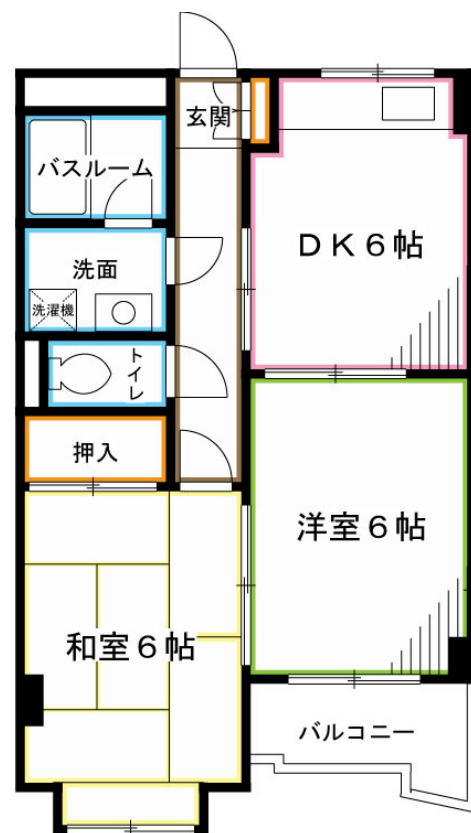 玄関
バスルーム
DK6帖
洗面
洗濯機
トイレ
押入
洋室6帖
和室6帖
バルコニー